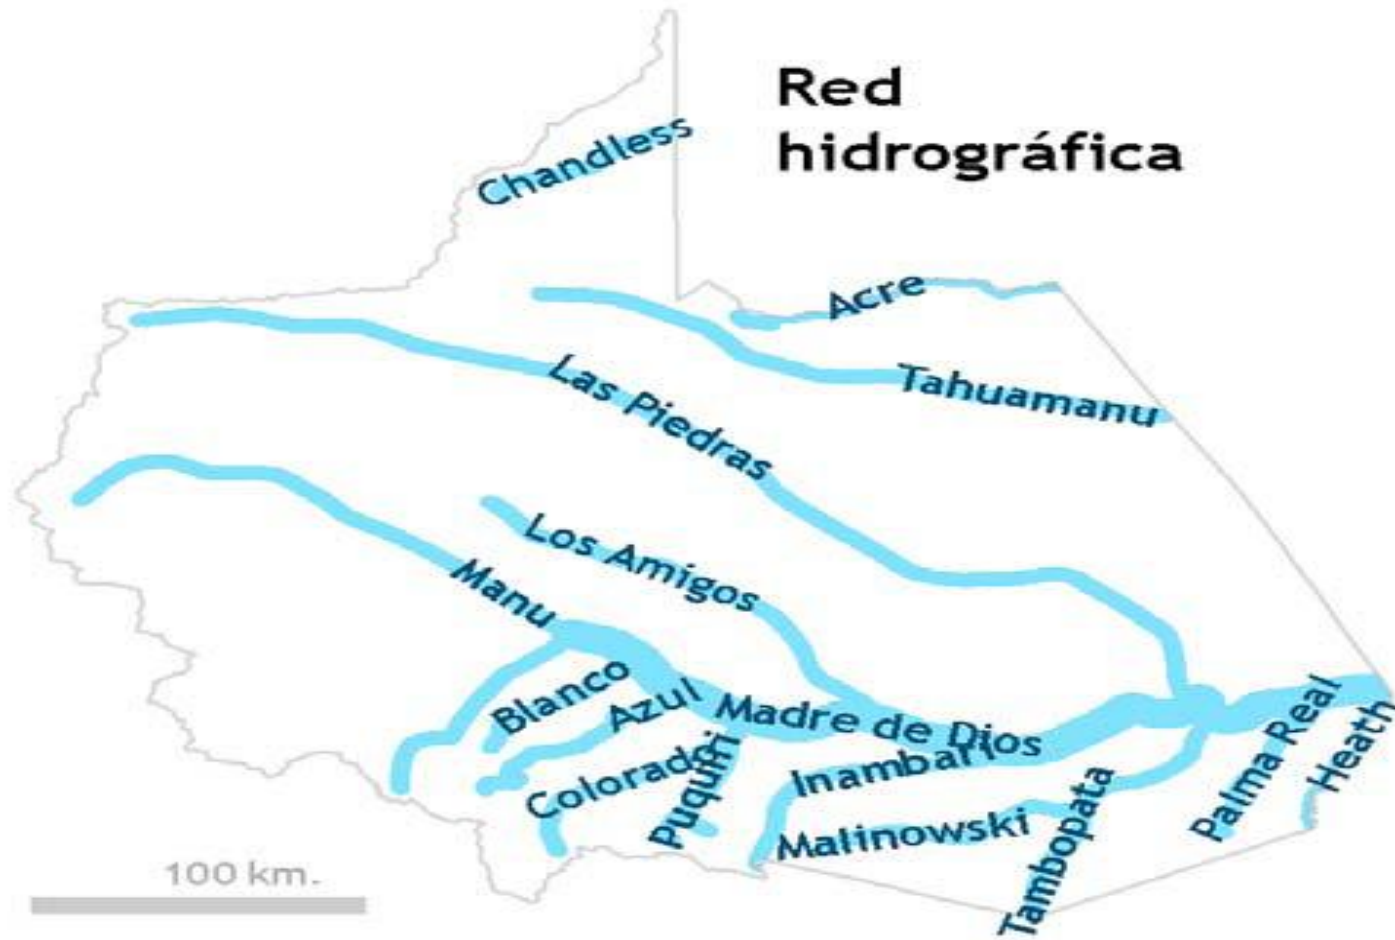 Red
hidrográfica
Chandless
Acre
Tahuamanu
Las Piedras
Los Amigos
Manu
Blanco
Azul
Madre de Dios
Colorado
Puquiri
Inambari
Malinowski
Tambopata
Palma Real
Heath
100 km.